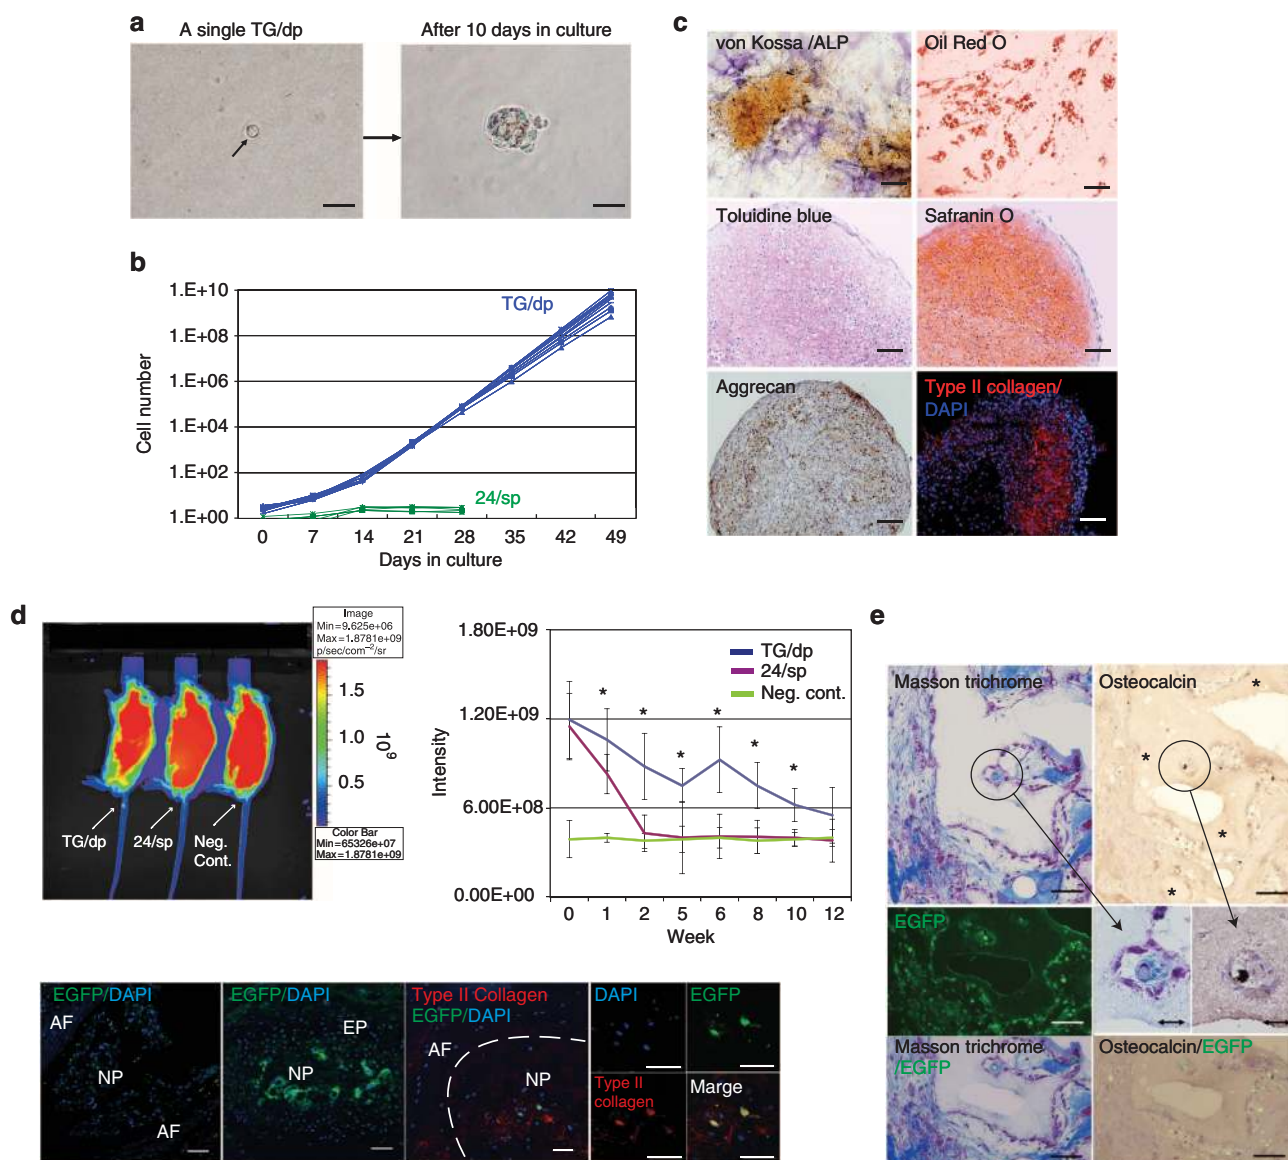 a
A single TG/dp
After 10 days in culture
b
1.E+10
1.E+08
1.E+06
1.E+04
1.E+02
1.E+00
Cell number
TG/dp
24/sp
0 7 14 21 28 35 42 49
Days in culture
c
von Kossa /ALP
Oil Red O
Toluidine blue
Safranin O
Aggrecan
Type II collagen/
DAPI
d
Image
Min=9.625e+06
Max=1.8781e+09
p/sec/com⁻²/sr
1.5
1.0
0.5
10⁹
Color Bar
Min=65326e+07
Max=1.8781e+09
TG/dp
24/sp
Neg.
Cont.
1.80E+09
1.20E+09
6.00E+08
0.00E+00
Intensity
TG/dp
24/sp
Neg. cont.
* * * * * *
0 1 2 5 6 8 10 12
Week
EGFP/DAPI
AF
NP
AF
EGFP/DAPI
EP
NP
Type II Collagen
EGFP/DAPI
AF
NP
DAPI
EGFP
Type II
collagen
Marge
e
Masson trichrome
Osteocalcin
* * * *
EGFP
Masson trichrome
/EGFP
Osteocalcin/EGFP